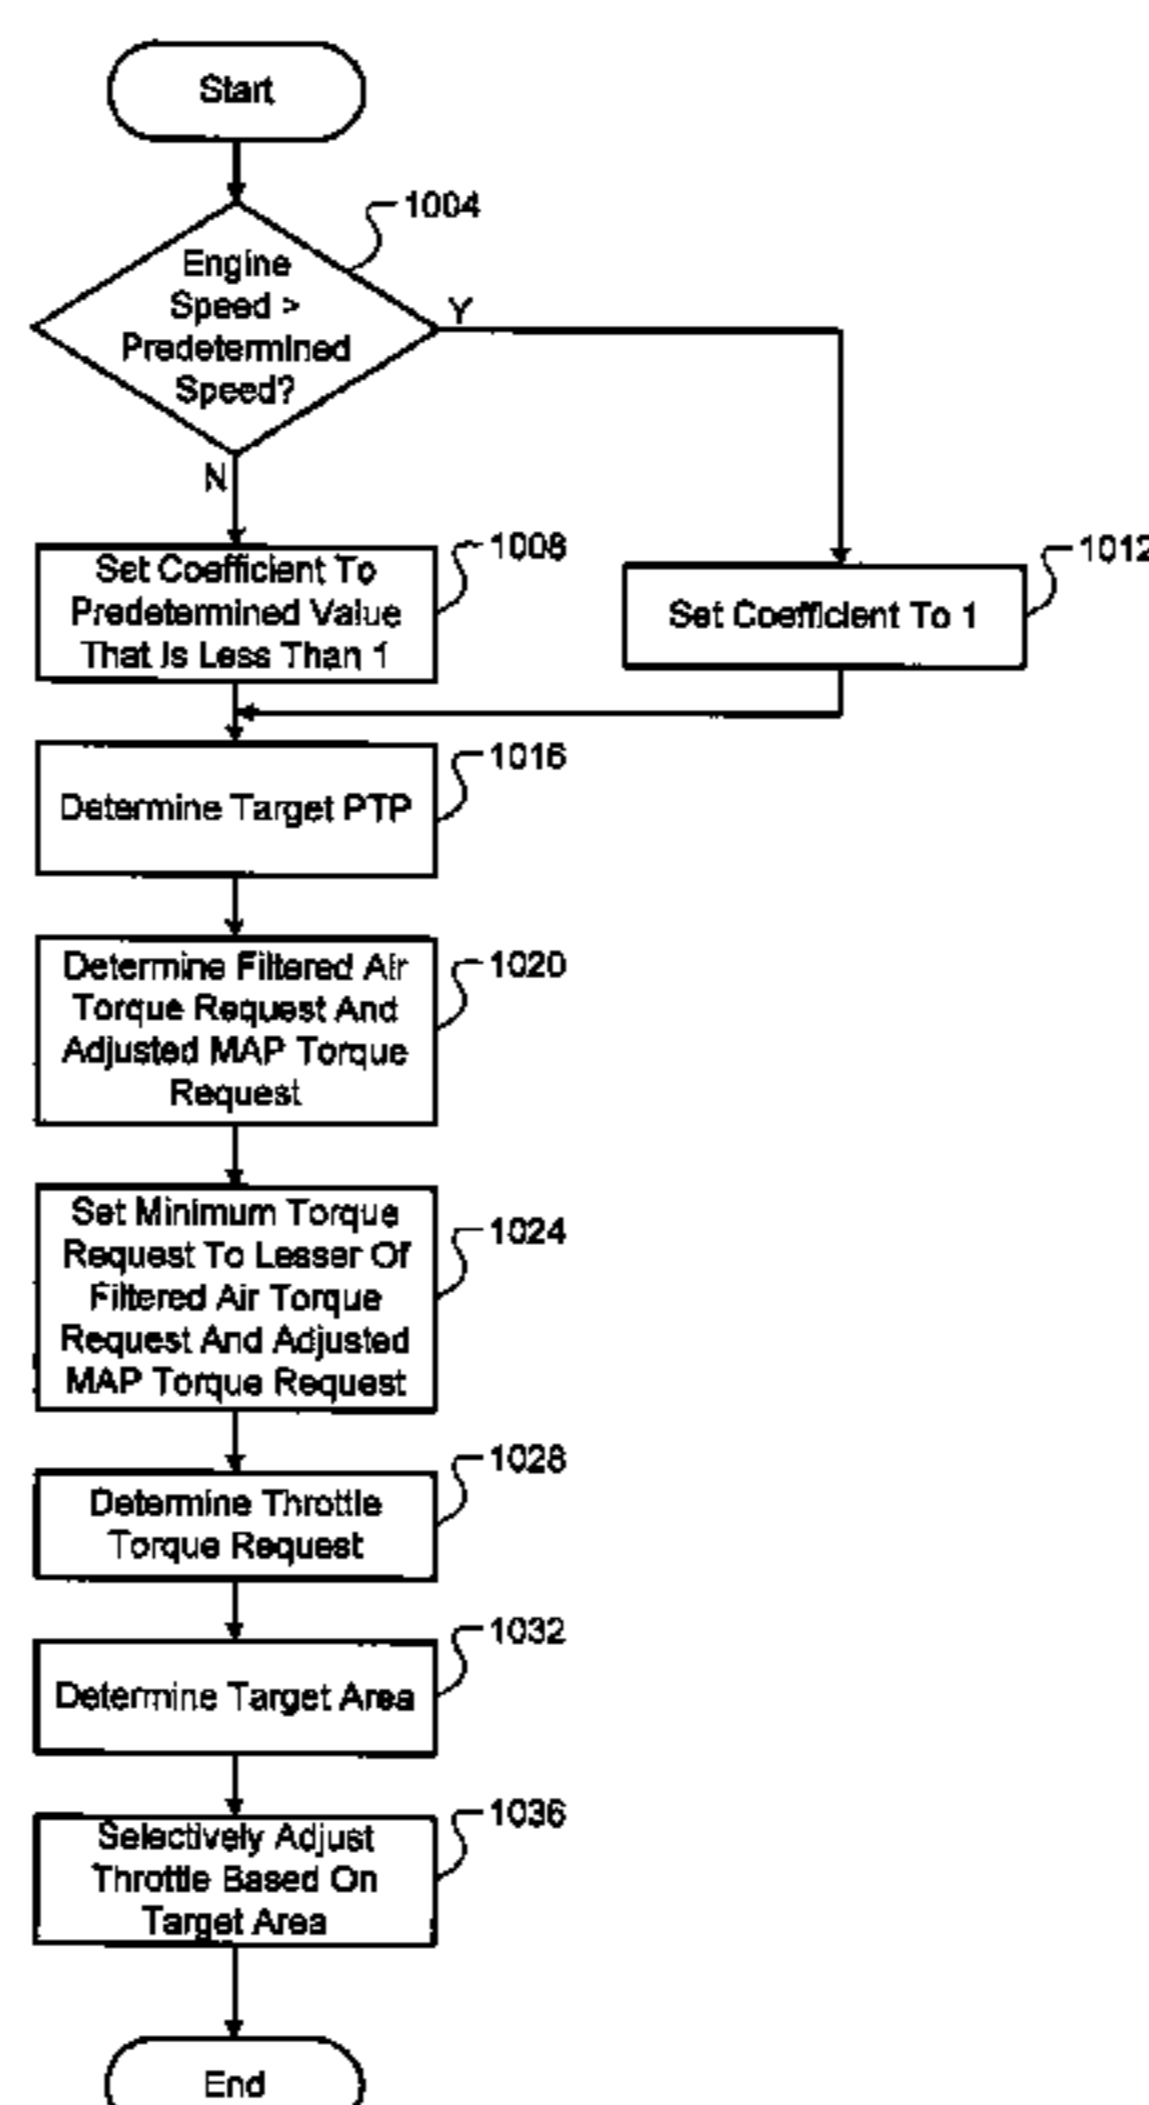 Start
1004
Engine
Speed >
Predetermined
Speed?
Y
N
Set Coefficient To
Predetermined Value
That Is Less Than 1
1008
Set Coefficient To 1
1012
Determine Target PTP
1016
Determine Filtered Air
Torque Request And
Adjusted MAP Torque
Request
1020
Set Minimum Torque
Request To Lesser Of
Filtered Air Torque
Request And Adjusted
MAP Torque Request
1024
Determine Throttle
Torque Request
1028
Determine Target Area
1032
Selectively Adjust
Throttle Based On
Target Area
1036
End